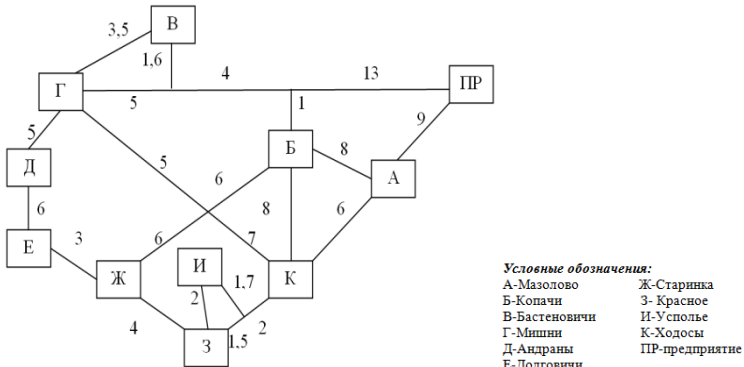 3,5
В
1,6
Г
5
4
13
ПР
1
5
Б
8
9
Д
5
6
А
6
8
6
Е
3
6
7
Ж
И
1,7
К
2
4
З
1,5
2
Условные обозначения:
А-Мазолово Ж-Старинка
Б-Копачи З- Красное
В-Бастеновичи И-Усполье
Г-Мишни К-Ходосы
Д-Андраны ПР-предприятие
Е-Долговичи